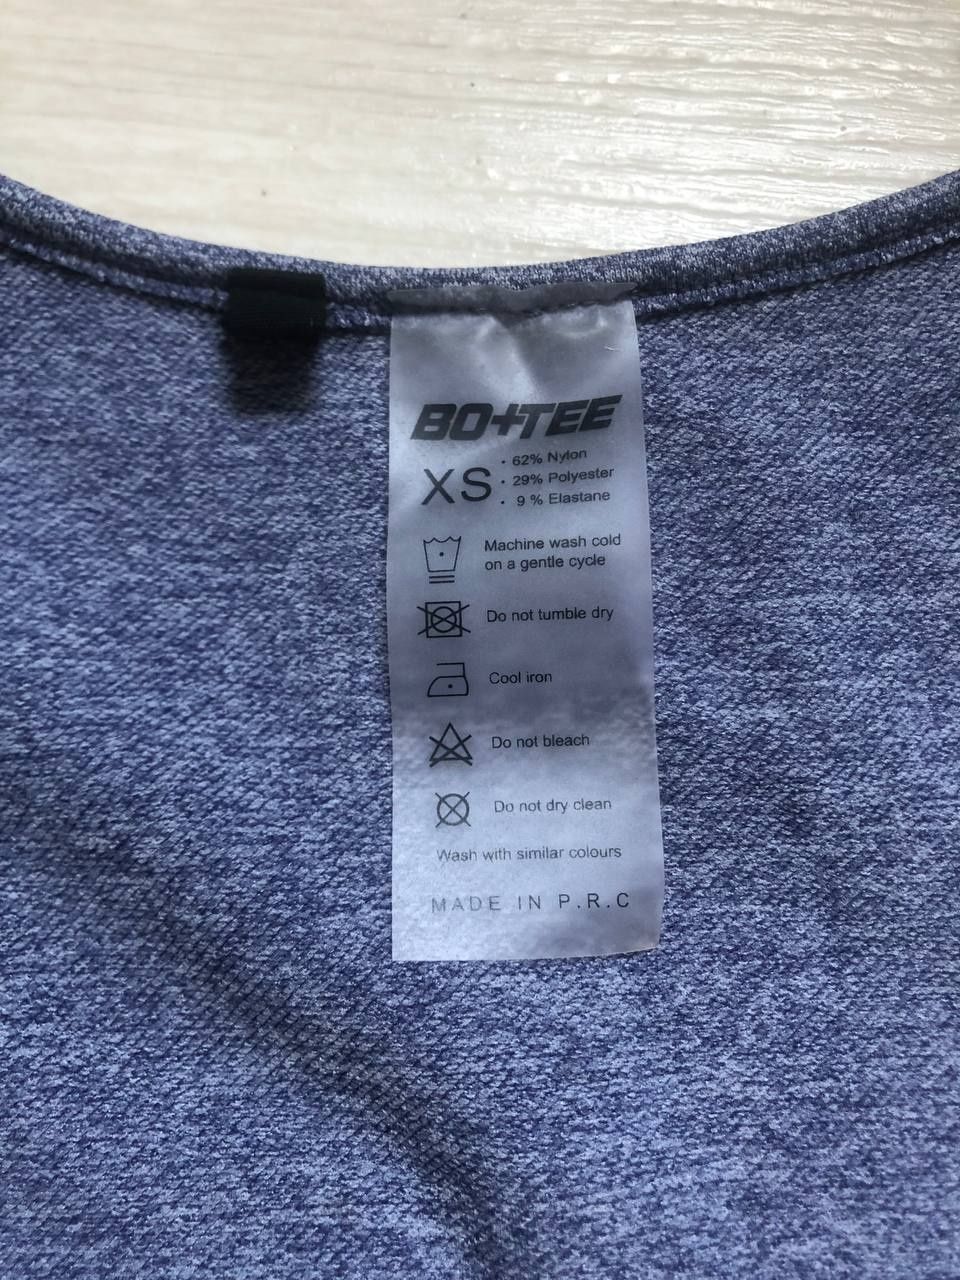 BO+TEE
XS
· 62% Nylon
· 29% Polyester
· 9 % Elastane
Machine wash cold
on a gentle cycle
Do not tumble dry
Cool iron
Do not bleach
Do not dry clean
Wash with similar colours
MADE IN P.R.C